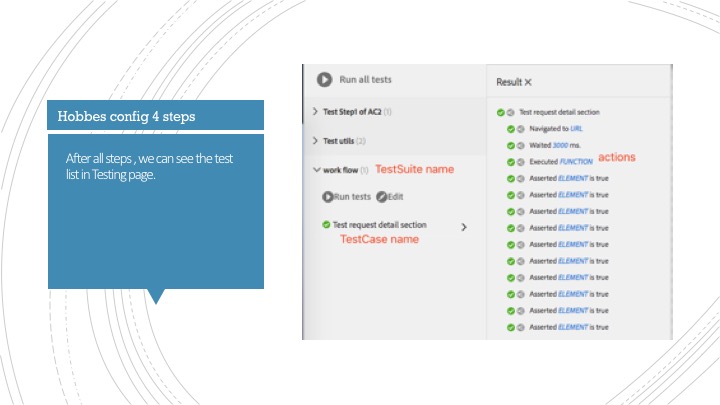 Hobbes config 4 steps
After all steps , we can see the test
list in Testing page.
Run all tests
Test Step1 of AC2 (1)
Test utils (2)
work flow (1) TestSuite name
Run tests Edit
Test request detail section
TestCase name
Result ×
Test request detail section
Navigated to URL
Waited 3000 ms.
Executed FUNCTION actions
Asserted ELEMENT is true
Asserted ELEMENT is true
Asserted ELEMENT is true
Asserted ELEMENT is true
Asserted ELEMENT is true
Asserted ELEMENT is true
Asserted ELEMENT is true
Asserted ELEMENT is true
Asserted ELEMENT is true
Asserted ELEMENT is true